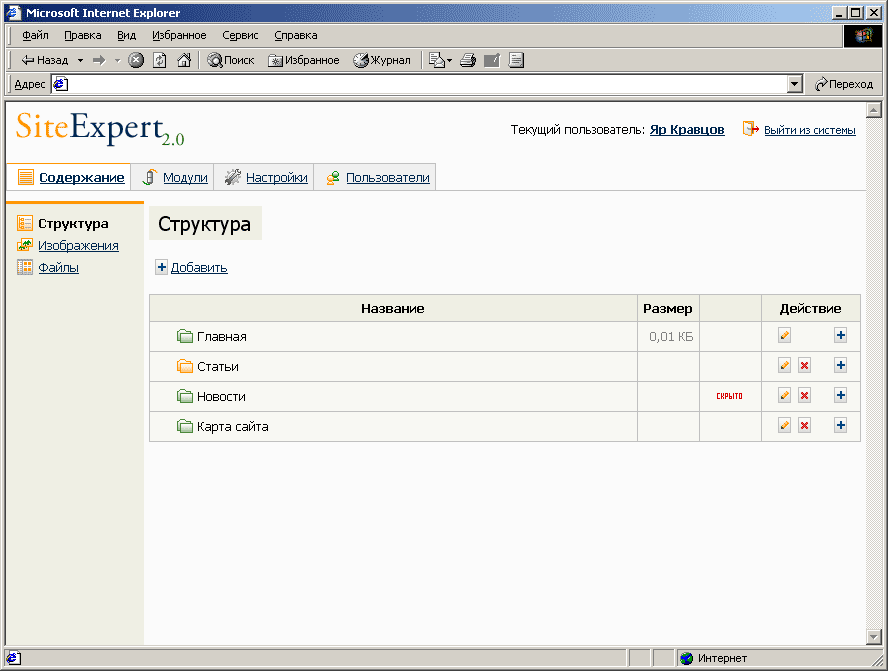 Microsoft Internet Explorer
Файл Правка Вид Избранное Сервис Справка
Назад Поиск Избранное Журнал
Адрес Переход
SiteExpert 2.0
Текущий пользователь: Яр Кравцов Выйти из системы
Содержание Модули Настройки Пользователи
Структура
Изображения
Файлы
Структура
Добавить
Название Размер Действие
Главная 0,01 КБ
Статьи
Новости СКРЫТО
Карта сайта
Интернет